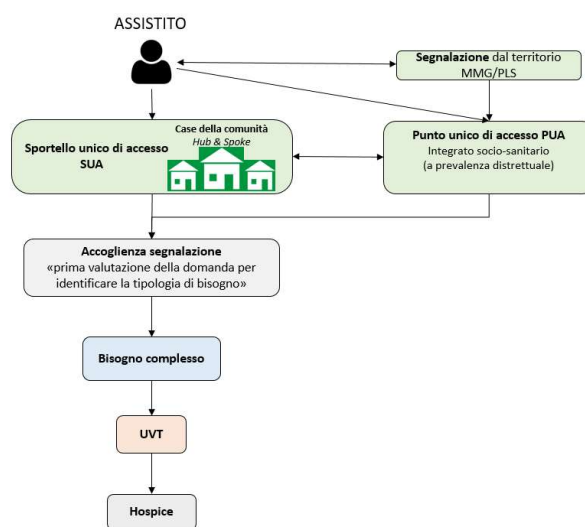 ASSISTITO
Segnalazione dal territorio
MMG/PLS
Sportello unico di accesso
SUA
Case della comunità
Hub & Spoke
Punto unico di accesso PUA
Integrato socio-sanitario
(a prevalenza distrettuale)
Accoglienza segnalazione
«prima valutazione della domanda per
identificare la tipologia di bisogno»
Bisogno complesso
UVT
Hospice